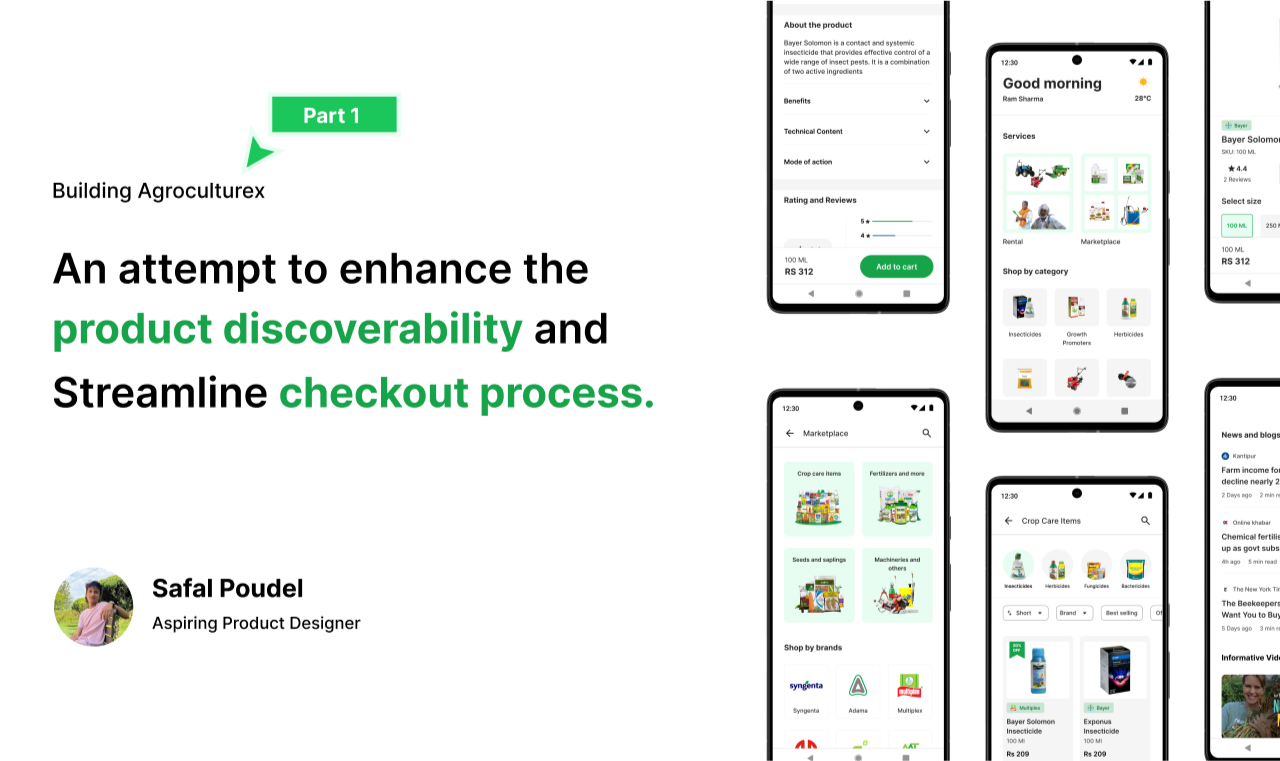 Part 1
Building Agroculturex
An attempt to enhance the
product discoverability and
Streamline checkout process.
Safal Poudel
Aspiring Product Designer
About the product
Bayer Solomon is a contact and systemic
insecticide that provides effective control of a
wide range of insect pests. It is a combination
of two active ingredients
Benefits
Technical Content
Mode of action
Rating and Reviews
5 ★
4 ★
100 ML
RS 312
Add to cart
12:30
Marketplace
Crop care items
Fertilizers and more
Seeds and saplings
Machineries and
others
Shop by brands
syngenta
multiplex
Syngenta
Adama
Multiplex
12:30
Good morning
Ram Sharma
28°C
Services
Rental
Marketplace
Shop by category
Insecticides
Growth
Promoters
Herbicides
12:30
Crop Care Items
Insecticides
Herbicides
Fungicides
Bactericides
Short
Brand
Best selling
Of
20%
OFF
Multiplex
Bayer
Bayer Solomon
Insecticide
100 Ml
Rs 209
Exponus
Insecticide
100 Ml
Rs 209
Bayer
Bayer Solomon
SKU: 100 ML
★ 4.4
2 Reviews
Select size
100 ML
250 M
100 ML
RS 312
12:30
News and blogs
Kantipur
Farm income for
decline nearly 2
2 Days ago 2 min r
Online khabar
Chemical fertilis
up as govt subs
4h ago 5 min read
The New York Tim
The Beekeepers
Want You to Buy
5 Days ago 3 min r
Informative Vide